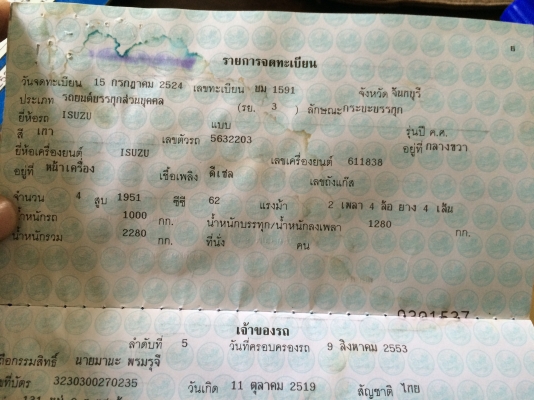 6
รายการจดทะเบียน
วันจดทะเบียน 15 กรกฎาคม 2524 เลขทะเบียน ยม 1591 จังหวัด จันทบุรี
ประเภท รถยนต์บรรทุกส่วนบุคคล (รย. 3 ) ลักษณะ กระบะบรรทุก
ยี่ห้อรถ ISUZU แบบ รุ่นปี ค.ศ.
สี เทา เลขตัวรถ 5632203 อยู่ที่ กลางขวา
ยี่ห้อเครื่องยนต์ ISUZU เลขเครื่องยนต์ 611838
อยู่ที่ หน้าเครื่อง เชื้อเพลิง ดีเซล เลขถังแก๊ส
จำนวน 4 สูบ 1951 ซีซี 62 แรงม้า 2 เพลา 4 ล้อ ยาง 4 เส้น
น้ำหนักรถ 1000 กก. น้ำหนักบรรทุก/น้ำหนักลงเพลา 1280 กก.
น้ำหนักรวม 2280 กก. ที่นั่ง คน
เจ้าของรถ
ลำดับที่ 5 วันที่ครอบครองรถ 9 สิงหาคม 2553
ถือกรรมสิทธิ์ นายมานะ พรมรุจี
ที่บัตร 3230300270235 วันเกิด 11 ตุลาคม 2519 สัญชาติ ไทย